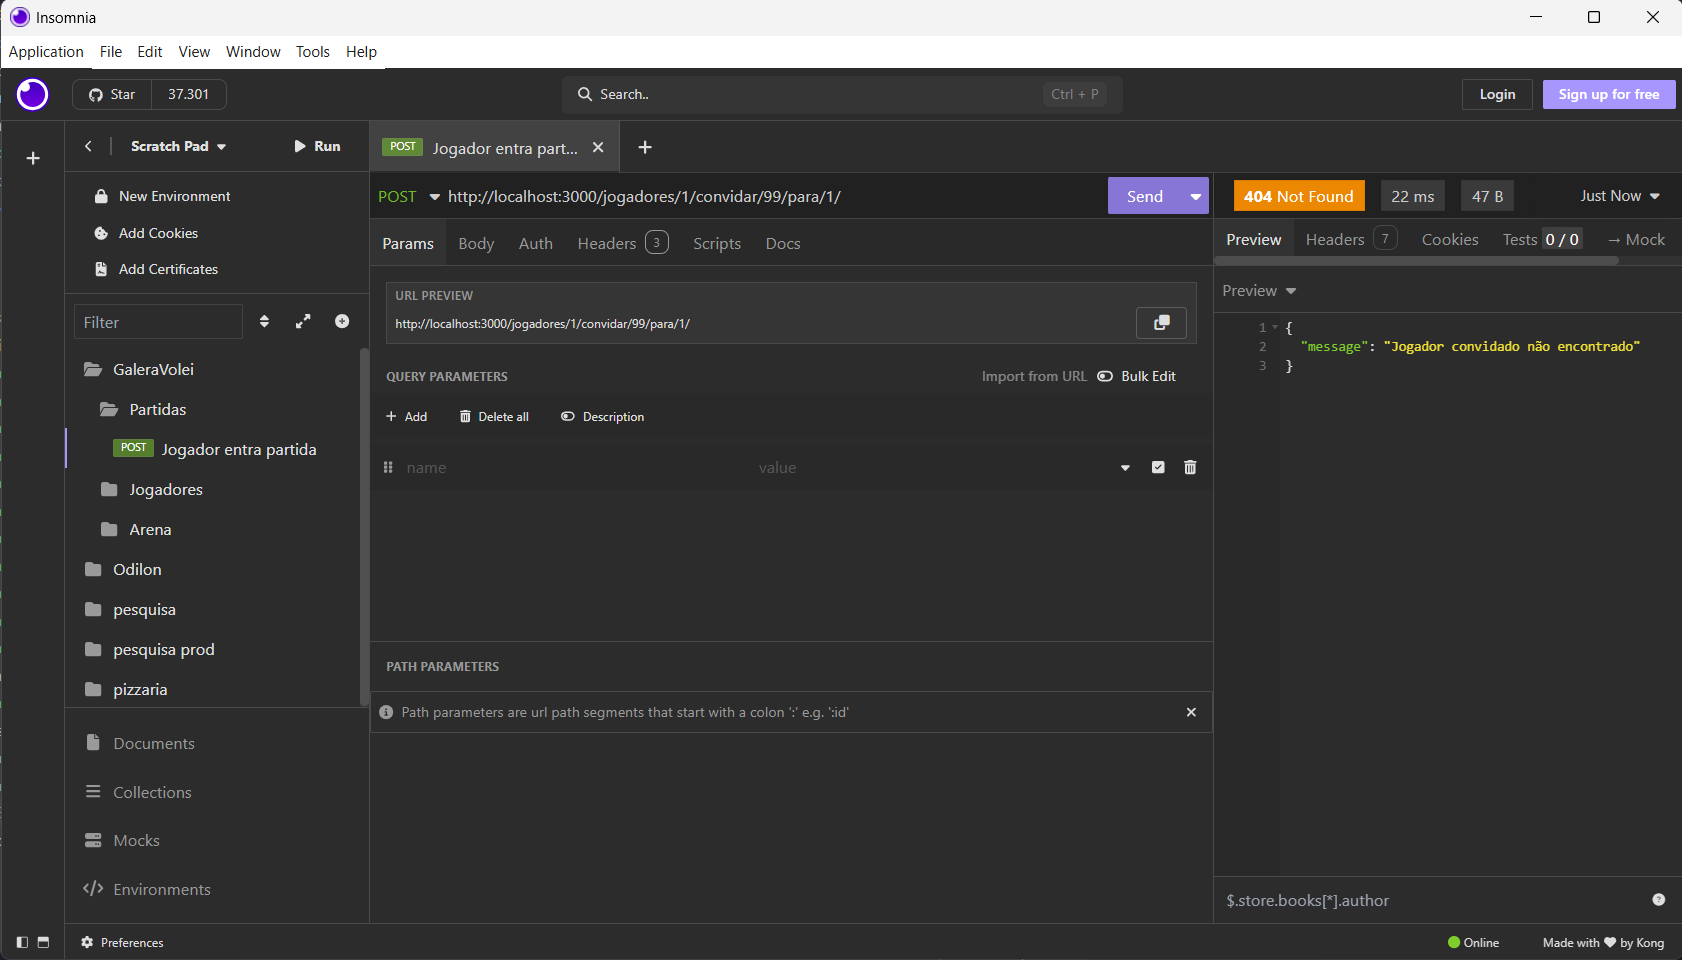 Insomnia
Application File Edit View Window Tools Help
Star 37.301 Search.. Ctrl + P Login Sign up for free
Scratch Pad Run
POST Jogador entra part...
New Environment
Add Cookies
Add Certificates
Filter
GaleraVolei
Partidas
POST Jogador entra partida
Jogadores
Arena
Odilon
pesquisa
pesquisa prod
pizzaria
Documents
Collections
Mocks
Environments
Preferences
POST http://localhost:3000/jogadores/1/convidar/99/para/1/ Send
Params Body Auth Headers 3 Scripts Docs
URL PREVIEW
http://localhost:3000/jogadores/1/convidar/99/para/1/
QUERY PARAMETERS Import from URL Bulk Edit
Add Delete all Description
name value
PATH PARAMETERS
Path parameters are url path segments that start with a colon ':' e.g. ':id'
404 Not Found 22 ms 47 B Just Now
Preview Headers 7 Cookies Tests 0 / 0 → Mock
Preview
1 {
2 "message": "Jogador convidado não encontrado"
3 }
$.store.books[*].author
Online Made with ♥ by Kong